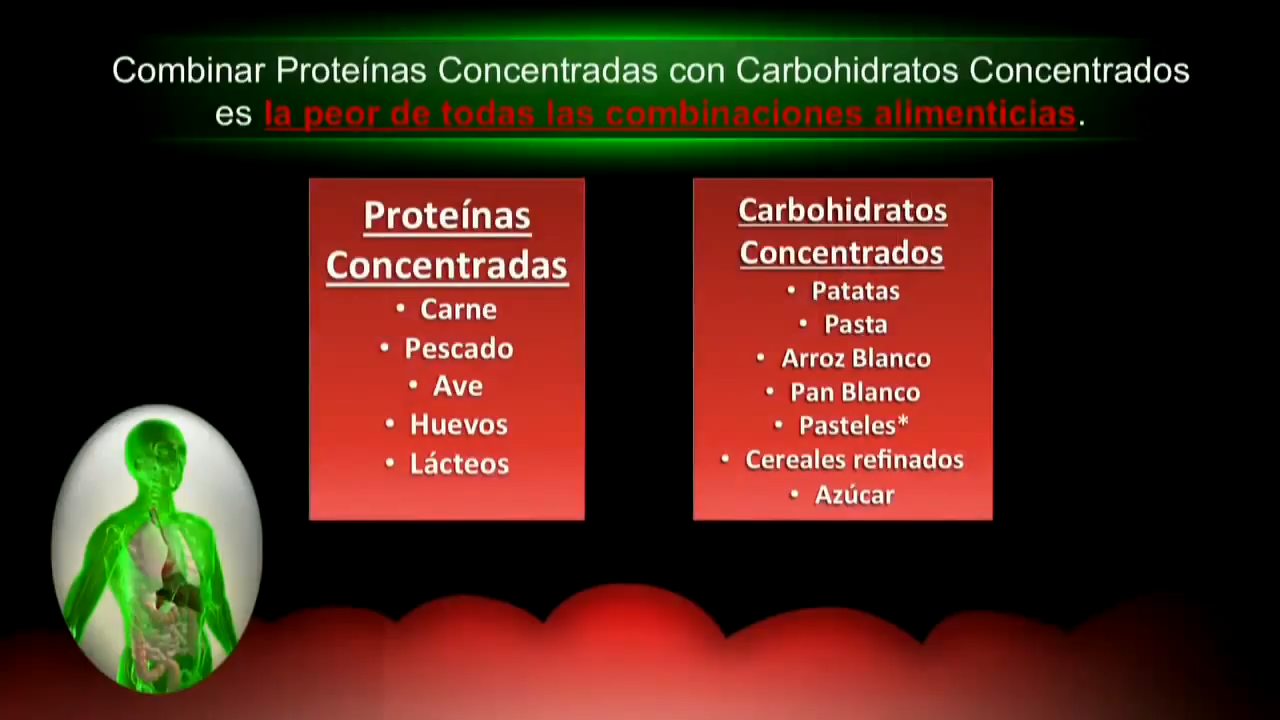 Combinar Proteínas Concentradas con Carbohidratos Concentrados
es la peor de todas las combinaciones alimenticias.
Proteínas
Concentradas
• Carne
• Pescado
• Ave
• Huevos
• Lácteos
Carbohidratos
Concentrados
• Patatas
• Pasta
• Arroz Blanco
• Pan Blanco
• Pasteles*
• Cereales refinados
• Azúcar